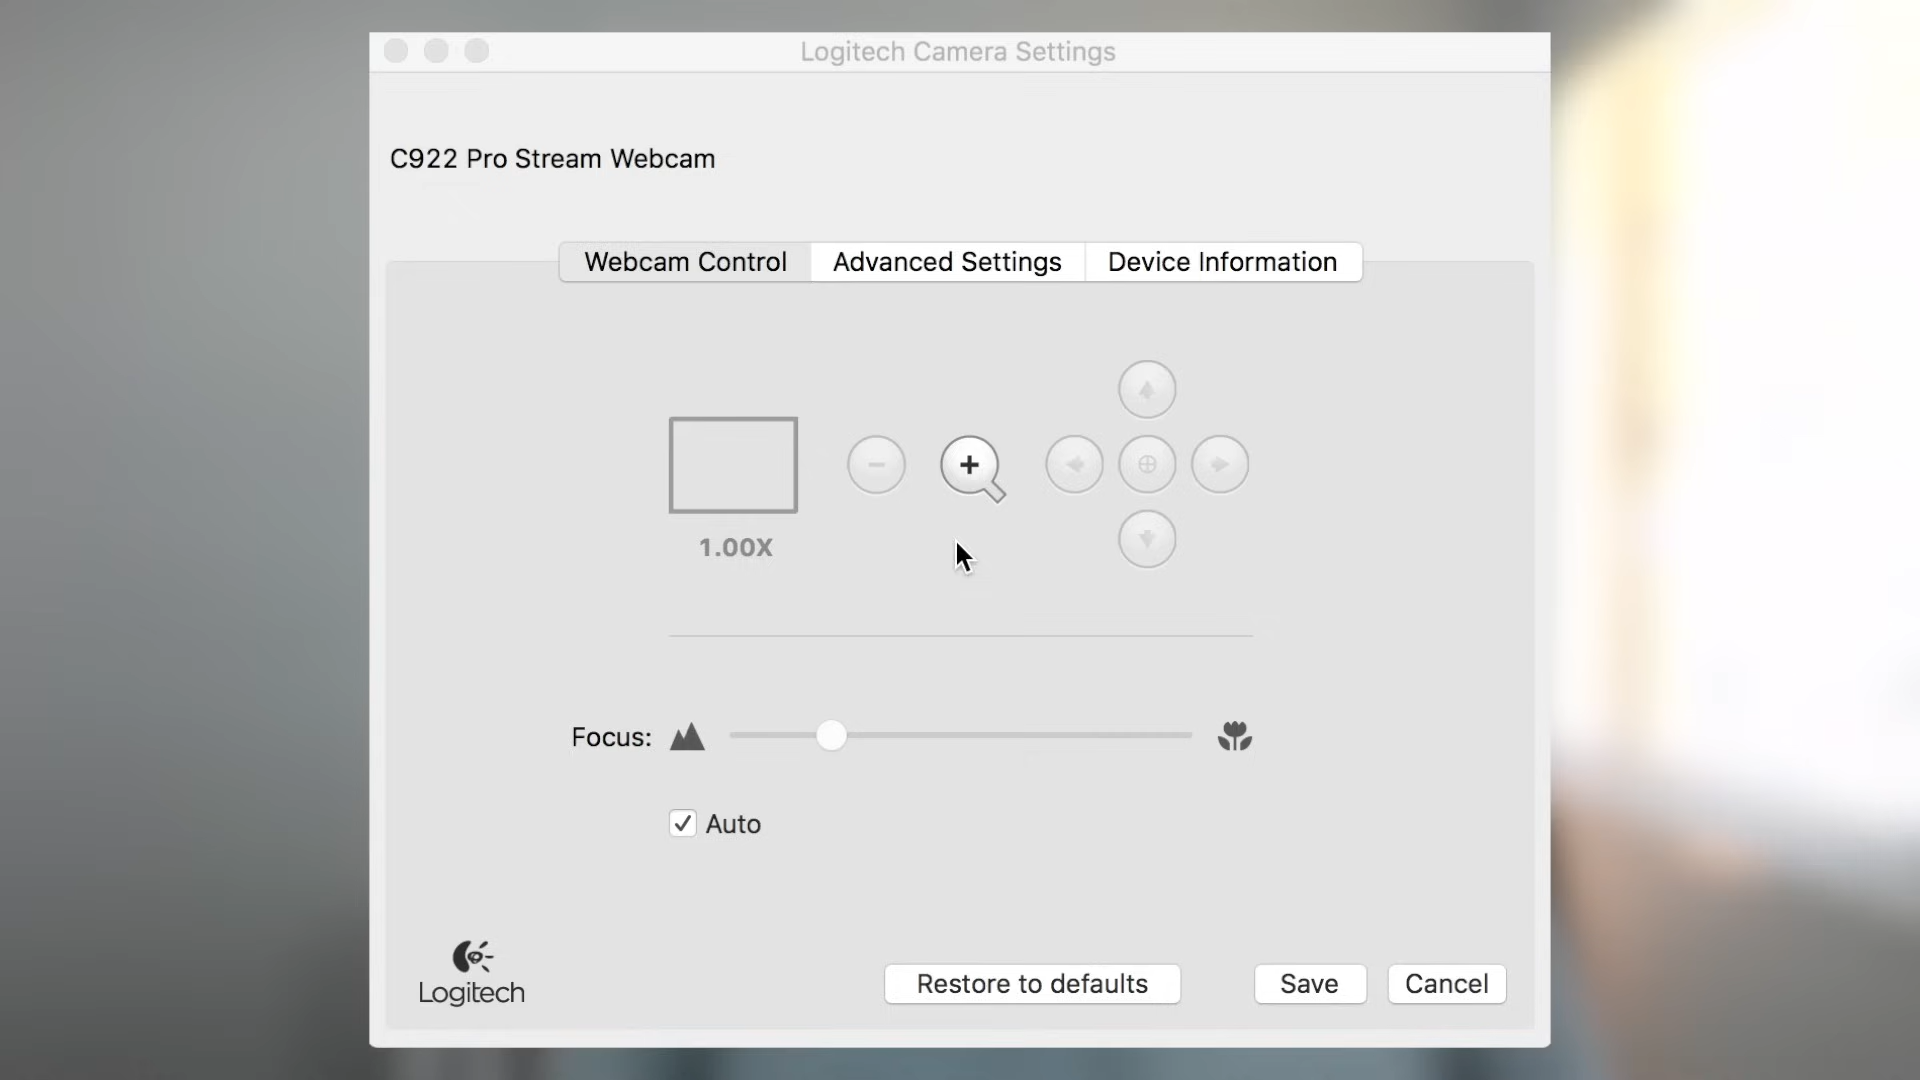 Logitech Camera Settings
C922 Pro Stream Webcam
Webcam Control Advanced Settings Device Information
1.00X
Focus:
Auto
Logitech
Restore to defaults Save Cancel